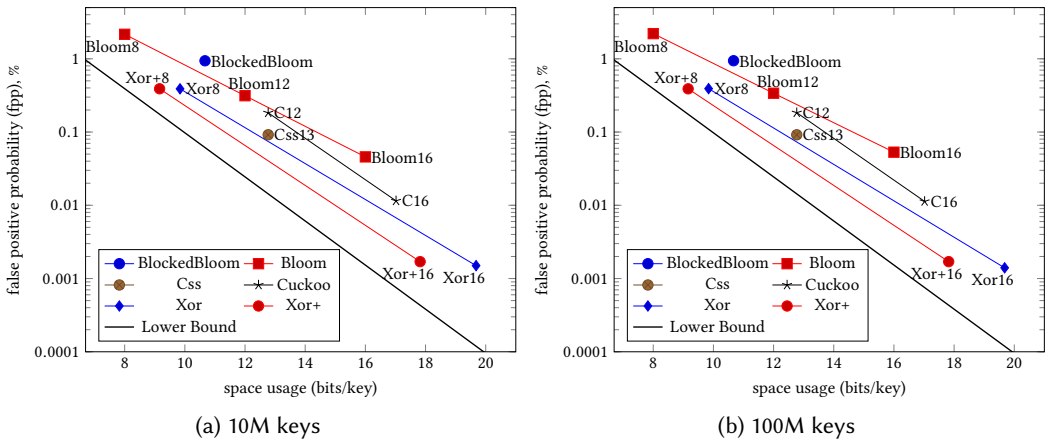 false positive probability (fpp), %
1
0.1
0.01
0.001
0.0001
Bloom8
BlockedBloom
Xor+8
Xor8
Bloom12
C12
Css13
Bloom16
C16
Xor+16
Xor16
BlockedBloom Bloom
Css Cuckoo
Xor Xor+
Lower Bound
8 10 12 14 16 18 20
space usage (bits/key)
(a) 10M keys
false positive probability (fpp), %
1
0.1
0.01
0.001
0.0001
Bloom8
BlockedBloom
Xor+8
Xor8
Bloom12
C12
Css13
Bloom16
C16
Xor+16
Xor16
BlockedBloom Bloom
Css Cuckoo
Xor Xor+
Lower Bound
8 10 12 14 16 18 20
space usage (bits/key)
(b) 100M keys